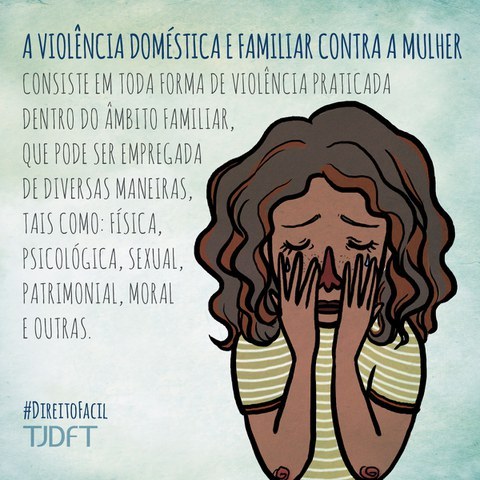 A VIOLÊNCIA DOMÉSTICA E FAMILIAR CONTRA A MULHER
CONSISTE EM TODA FORMA DE VIOLÊNCIA PRATICADA
DENTRO DO ÂMBITO FAMILIAR,
QUE PODE SER EMPREGADA
DE DIVERSAS MANEIRAS,
TAIS COMO: FÍSICA,
PSICOLÓGICA, SEXUAL,
PATRIMONIAL, MORAL
E OUTRAS.
#DIREITOFACIL
TJDFT